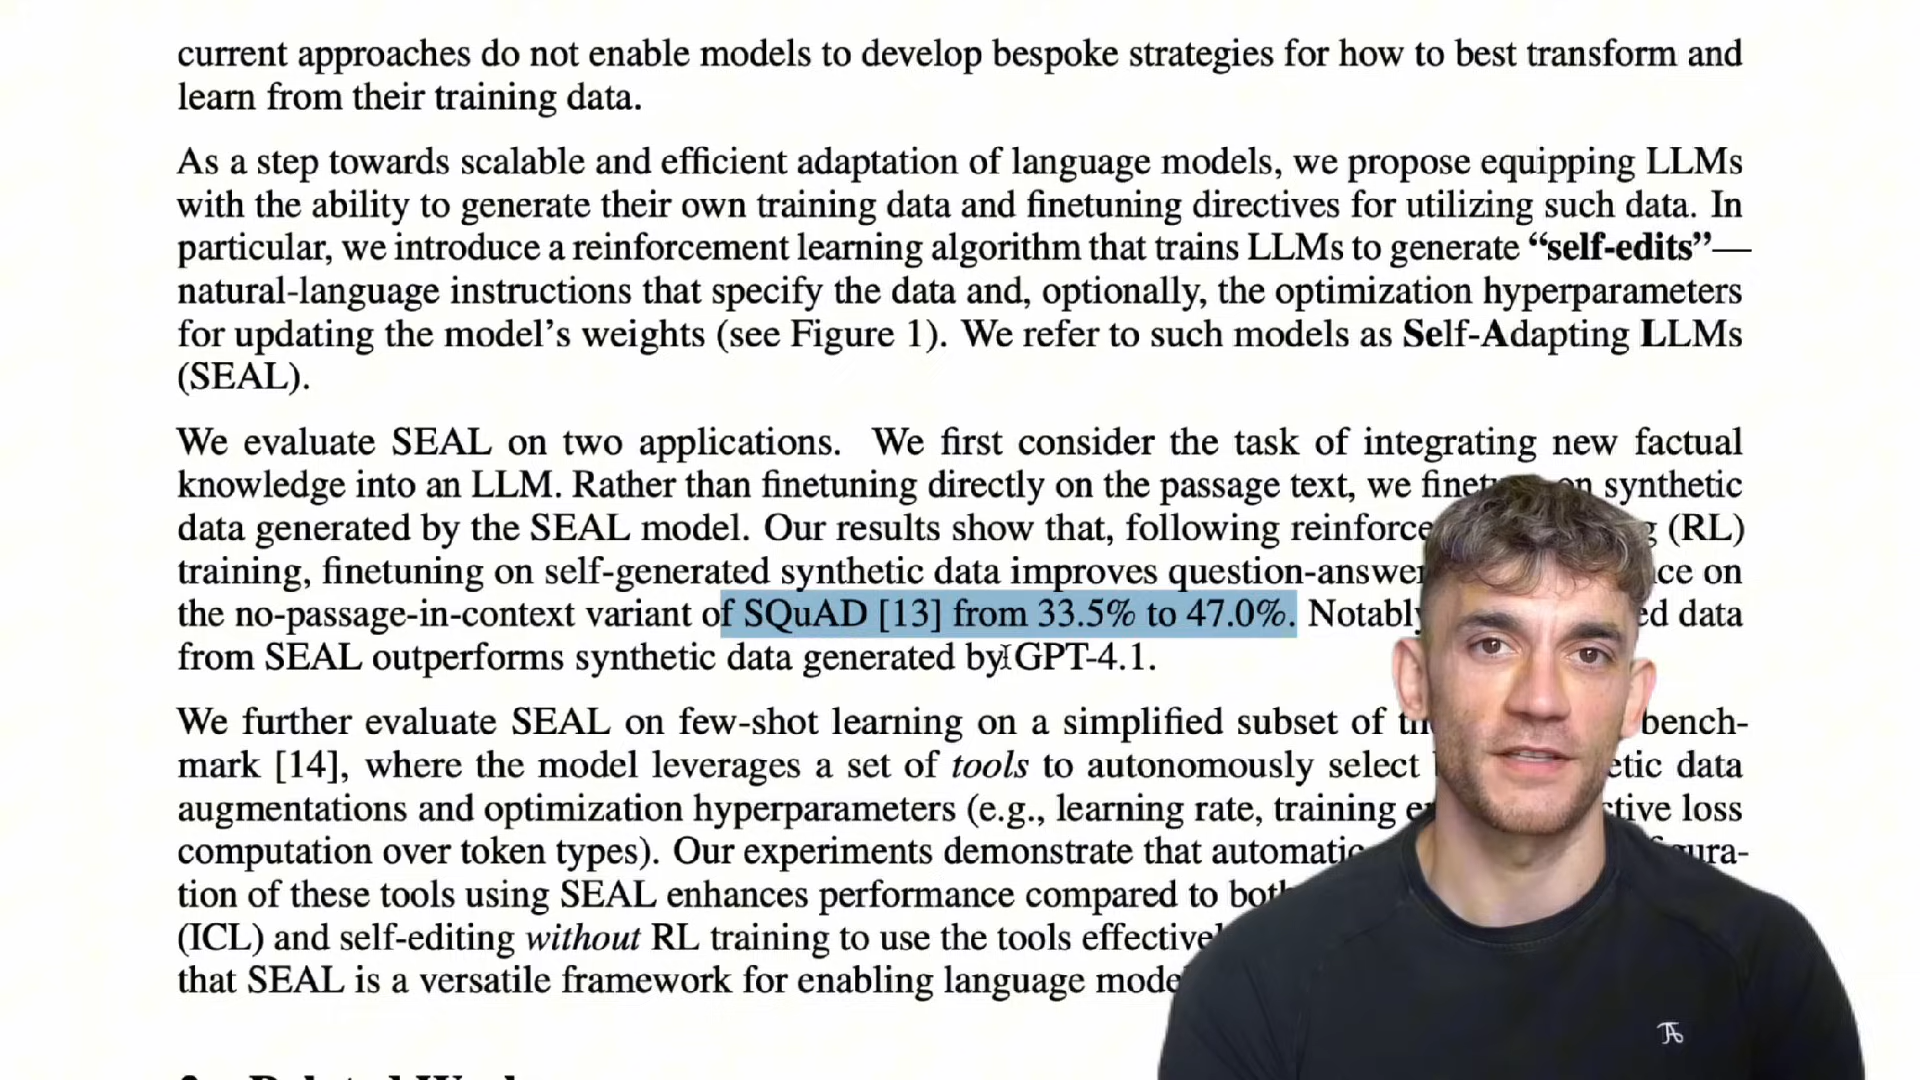 current approaches do not enable models to develop bespoke strategies for how to best transform and
learn from their training data.
As a step towards scalable and efficient adaptation of language models, we propose equipping LLMs
with the ability to generate their own training data and finetuning directives for utilizing such data. In
particular, we introduce a reinforcement learning algorithm that trains LLMs to generate “self-edits”—
natural-language instructions that specify the data and, optionally, the optimization hyperparameters
for updating the model’s weights (see Figure 1). We refer to such models as Self-Adapting LLMs
(SEAL).
We evaluate SEAL on two applications. We first consider the task of integrating new factual
knowledge into an LLM. Rather than finetuning directly on the passage text, we on synthetic
data generated by the SEAL model. Our results show that, following (RL)
training, finetuning on self-generated synthetic data improves on
the no-passage-in-context variant of SQuAD [13] from 33.5% to 47.0%. Notably data
from SEAL outperforms synthetic data generated by GPT-4.1.
We further evaluate SEAL on few-shot learning on a simplified subset of bench-
mark [14], where the model leverages a set of tools to autonomously select data
augmentations and optimization hyperparameters (e.g., learning rate, training loss
computation over token types). Our experiments demonstrate that
tion of these tools using SEAL enhances performance compared to both
(ICL) and self-editing without RL training to use the tools
that SEAL is a versatile framework for enabling language